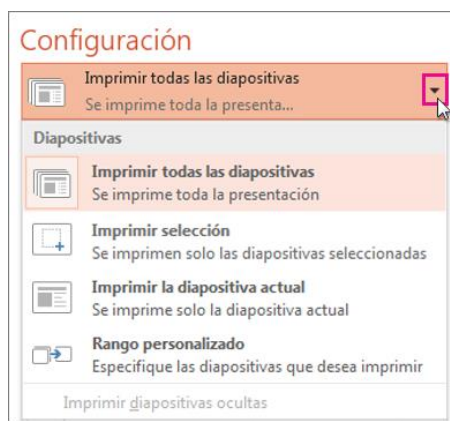 Configuración
Imprimir todas las diapositivas
Se imprime toda la presenta...
Diapositivas
Imprimir todas las diapositivas
Se imprime toda la presentación
Imprimir selección
Se imprimen solo las diapositivas seleccionadas
Imprimir la diapositiva actual
Se imprime solo la diapositiva actual
Rango personalizado
Especifique las diapositivas que desea imprimir
Imprimir diapositivas ocultas